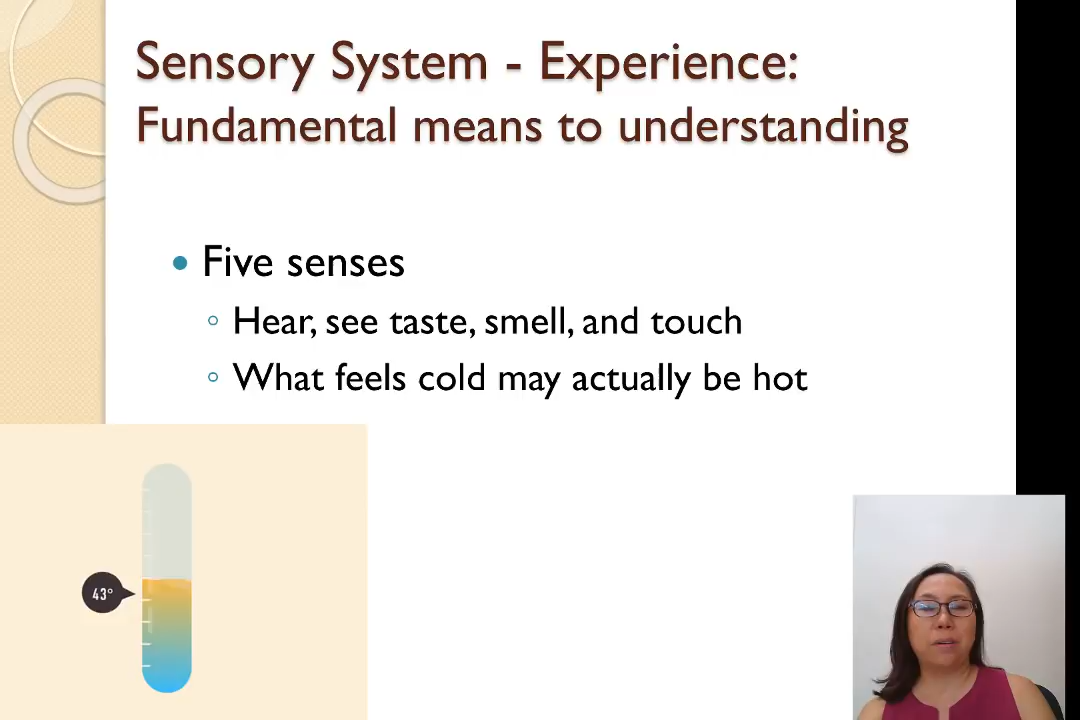 Sensory System - Experience:
Fundamental means to understanding
Five senses
Hear, see taste, smell, and touch
What feels cold may actually be hot
43°